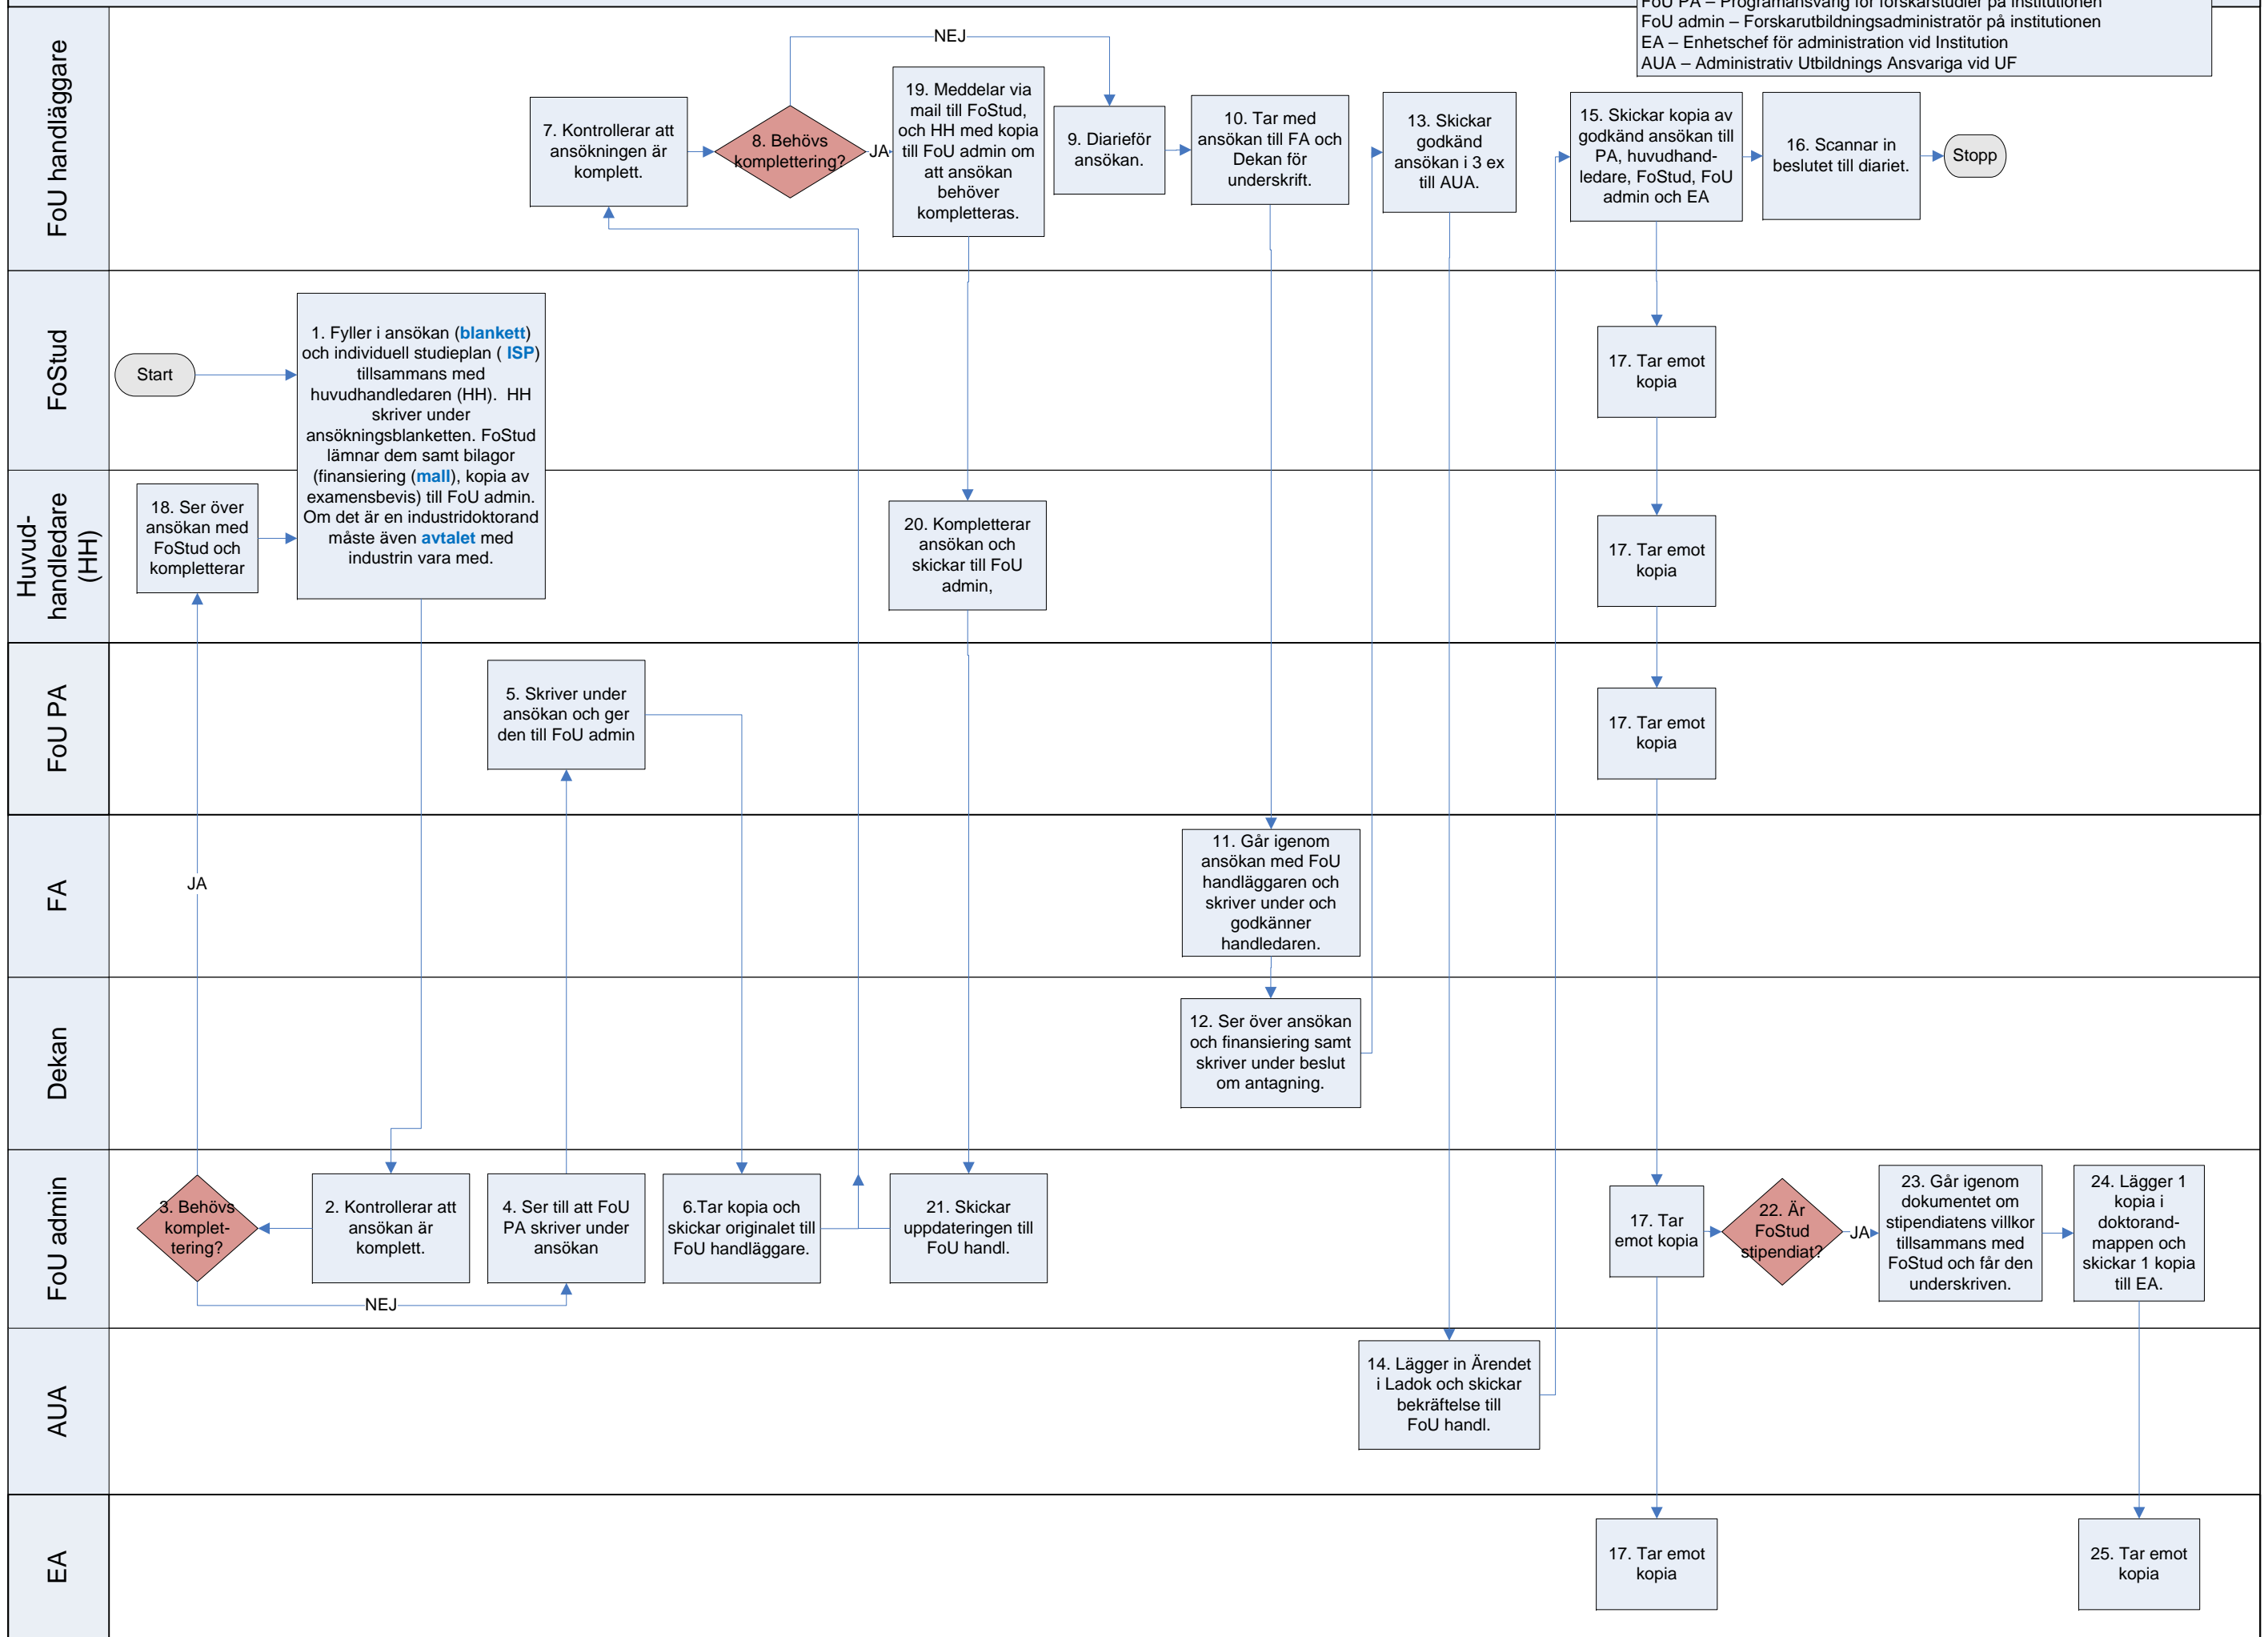 FoU PA – Programansvarig för forskarstudier på institutionen
FoU admin – Forskarutbildningsadministratör på institutionen
EA – Enhetschef för administration vid Institution
AUA – Administrativ Utbildnings Ansvariga vid UF
FoU handläggare
NEJ
7. Kontrollerar att
ansökningen är
komplett.
8. Behövs
komplettering?
JA
19. Meddelar via
mail till FoStud,
och HH med kopia
till FoU admin om
att ansökan
behöver
kompletteras.
9. Diarieför
ansökan.
10. Tar med
ansökan till FA och
Dekan för
underskrift.
13. Skickar
godkänd
ansökan i 3 ex
till AUA.
15. Skickar kopia av
godkänd ansökan till
PA, huvudhand-
ledare, FoStud, FoU
admin och EA
16. Scannar in
beslutet till diariet.
Stopp
FoStud
Start
1. Fyller i ansökan (blankett)
och individuell studieplan ( ISP)
tillsammans med
huvudhandledaren (HH).  HH
skriver under
ansökningsblanketten. FoStud
lämnar dem samt bilagor
(finansiering (mall), kopia av
examensbevis) till FoU admin.
Om det är en industridoktorand
måste även avtalet med
industrin vara med.
17. Tar emot
kopia
Huvud-
handledare
(HH)
18. Ser över
ansökan med
FoStud och
kompletterar
20. Kompletterar
ansökan och
skickar till FoU
admin,
17. Tar emot
kopia
FoU PA
5. Skriver under
ansökan och ger
den till FoU admin
17. Tar emot
kopia
FA
JA
11. Går igenom
ansökan med FoU
handläggaren och
skriver under och
godkänner
handledaren.
Dekan
12. Ser över ansökan
och finansiering samt
skriver under beslut
om antagning.
FoU admin
3. Behövs
komplet-
tering?
NEJ
2. Kontrollerar att
ansökan är
komplett.
4. Ser till att FoU
PA skriver under
ansökan
6.Tar kopia och
skickar originalet till
FoU handläggare.
21. Skickar
uppdateringen till
FoU handl.
17. Tar
emot kopia
22. Är
FoStud
stipendiat?
JA
23. Går igenom
dokumentet om
stipendiatens villkor
tillsammans med
FoStud och får den
underskriven.
24. Lägger 1
kopia i
doktorand-
mappen och
skickar 1 kopia
till EA.
AUA
14. Lägger in Ärendet
i Ladok och skickar
bekräftelse till
FoU handl.
EA
17. Tar emot
kopia
25. Tar emot
kopia